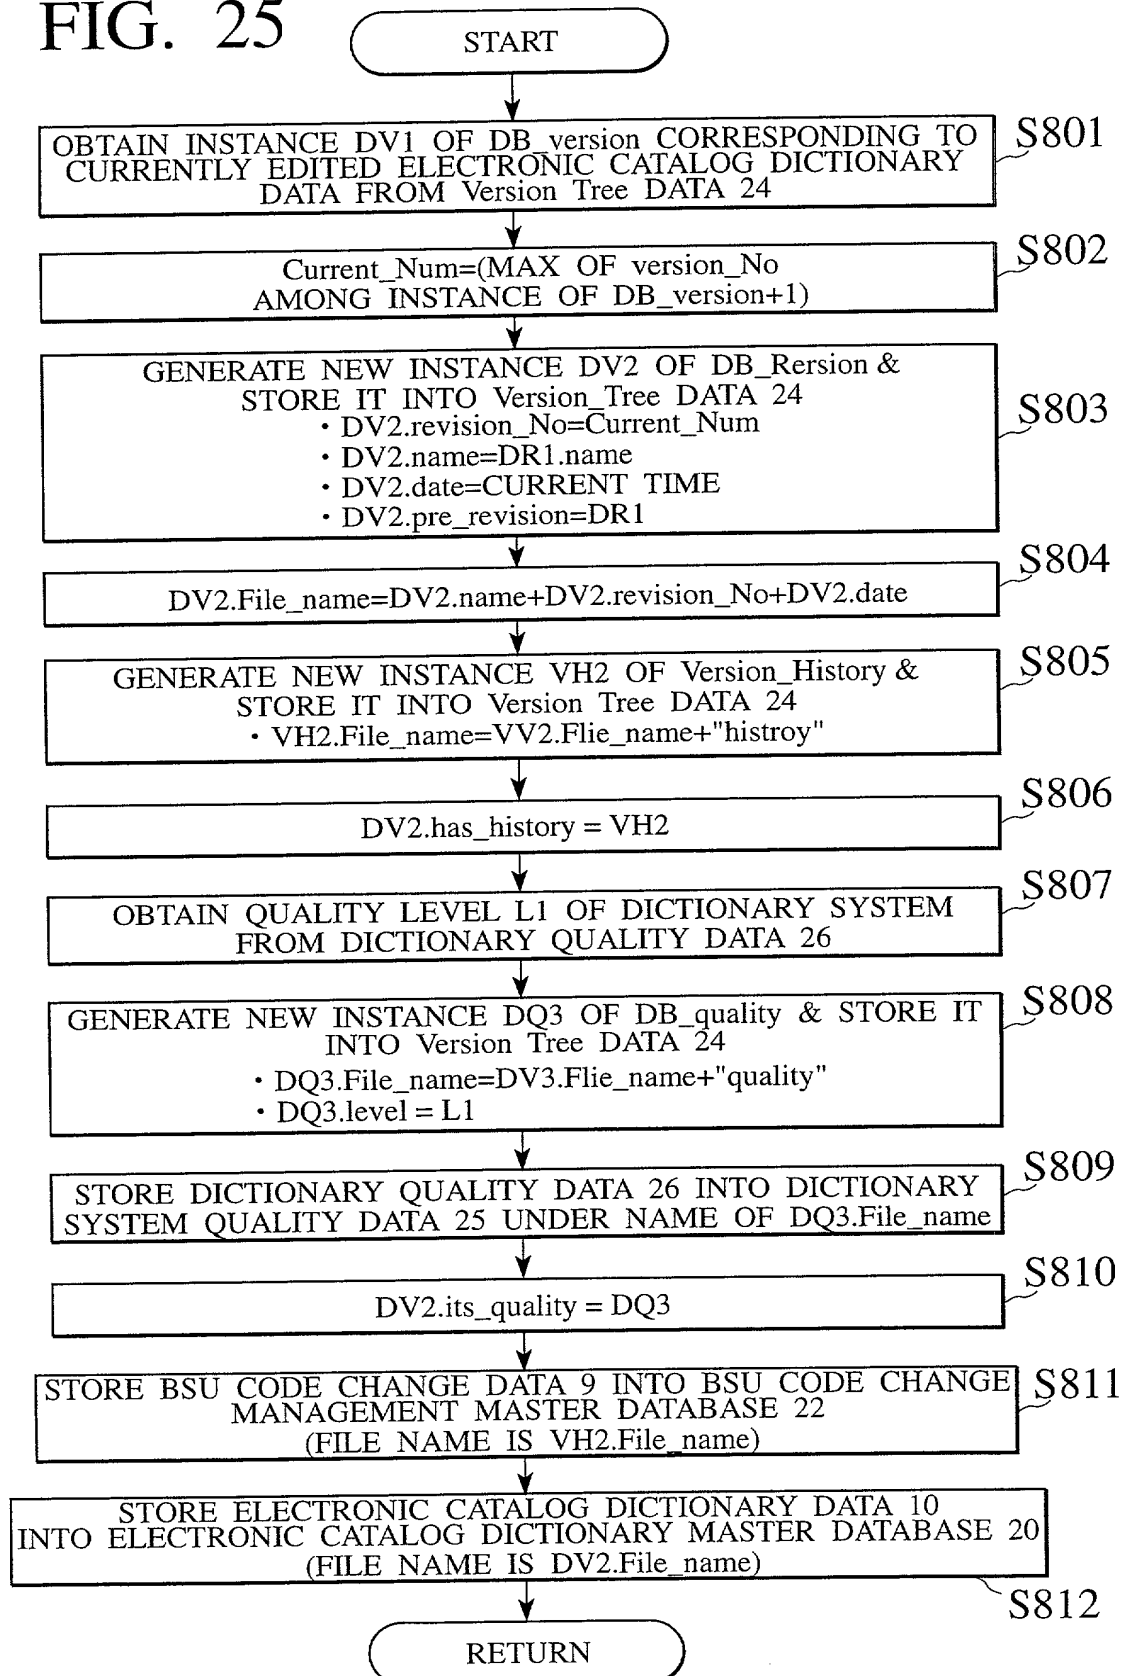 FIG. 25
START
OBTAIN INSTANCE DV1 OF DB_version CORRESPONDING TO
CURRENTLY EDITED ELECTRONIC CATALOG DICTIONARY
DATA FROM Version Tree DATA 24
S801
Current_Num=(MAX OF version_No
AMONG INSTANCE OF DB_version+1)
S802
GENERATE NEW INSTANCE DV2 OF DB_Rersion &
STORE IT INTO Version_Tree DATA 24
・DV2.revision_No=Current_Num
・DV2.name=DR1.name
・DV2.date=CURRENT TIME
・DV2.pre_revision=DR1
S803
DV2.File_name=DV2.name+DV2.revision_No+DV2.date
S804
GENERATE NEW INSTANCE VH2 OF Version_History &
STORE IT INTO Version Tree DATA 24
・VH2.File_name=VV2.Flie_name+"histroy"
S805
DV2.has_history = VH2
S806
OBTAIN QUALITY LEVEL L1 OF DICTIONARY SYSTEM
FROM DICTIONARY QUALITY DATA 26
S807
GENERATE NEW INSTANCE DQ3 OF DB_quality & STORE IT
INTO Version Tree DATA 24
・DQ3.File_name=DV3.Flie_name+"quality"
・DQ3.level = L1
S808
STORE DICTIONARY QUALITY DATA 26 INTO DICTIONARY
SYSTEM QUALITY DATA 25 UNDER NAME OF DQ3.File_name
S809
DV2.its_quality = DQ3
S810
STORE BSU CODE CHANGE DATA 9 INTO BSU CODE CHANGE
MANAGEMENT MASTER DATABASE 22
(FILE NAME IS VH2.File_name)
S811
STORE ELECTRONIC CATALOG DICTIONARY DATA 10
INTO ELECTRONIC CATALOG DICTIONARY MASTER DATABASE 20
(FILE NAME IS DV2.File_name)
S812
RETURN